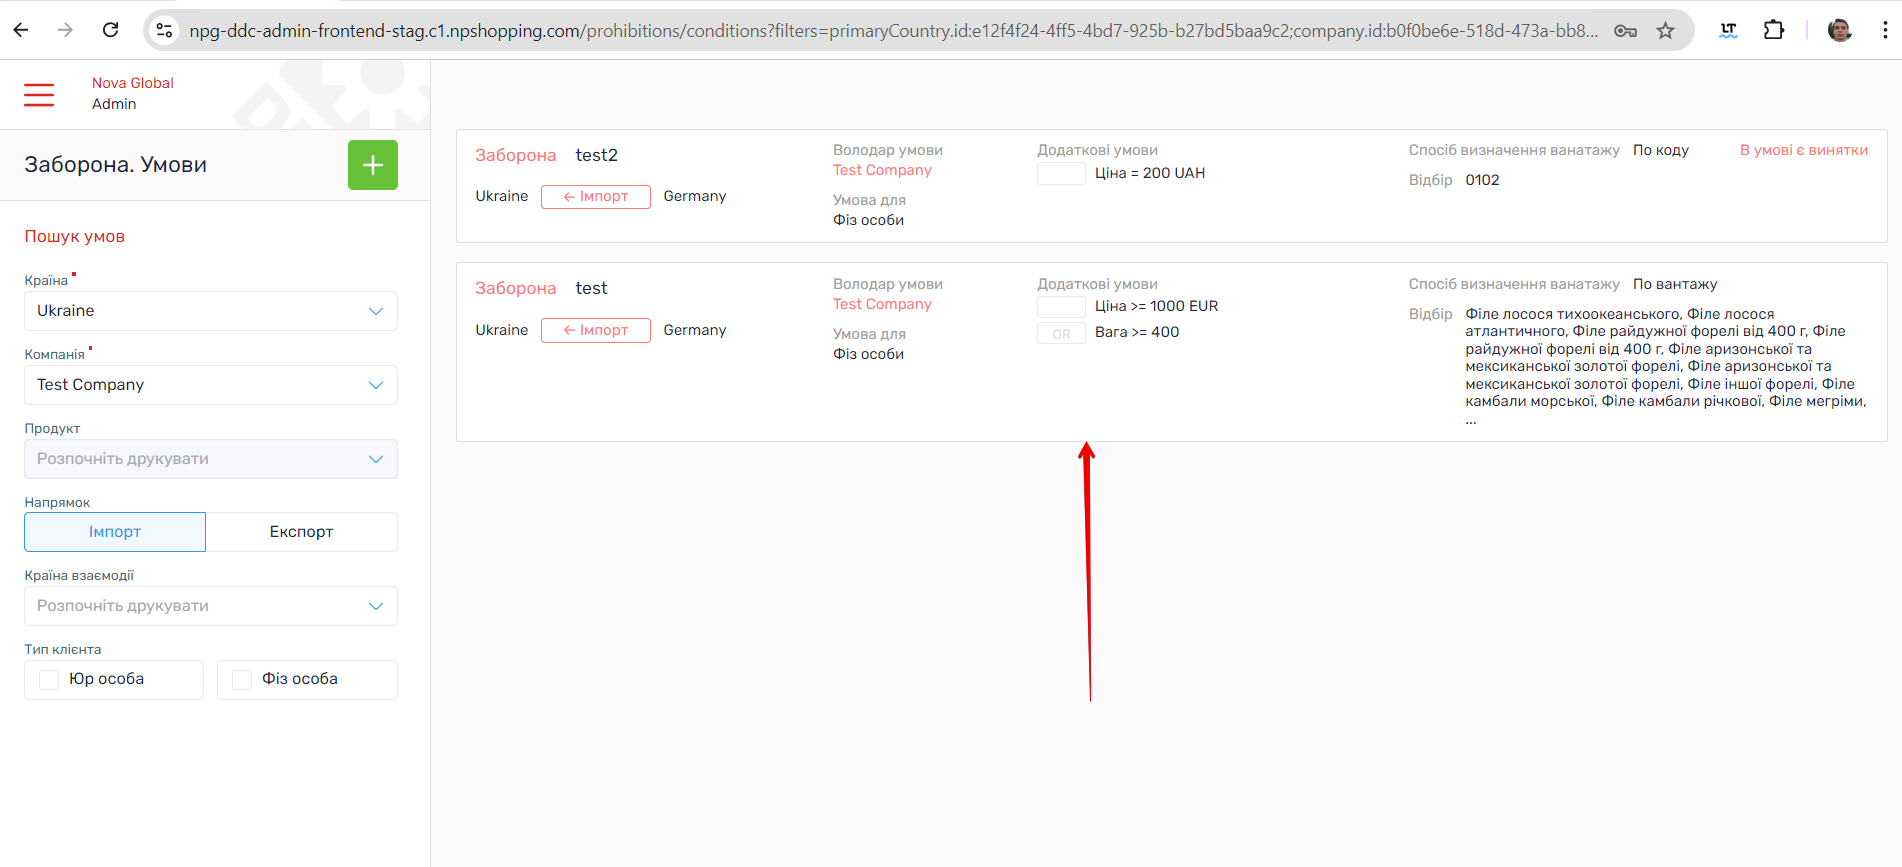 npg-ddc-admin-frontend-stag.c1.npshopping.com/prohibitions/conditions?filters=primaryCountry.id:e12f4f24-4ff5-4bd7-925b-b27bd5baa9c2;company.id:b0f0be6e-518d-473a-bb8...
LT
Nova Global
Admin
Заборона. Умови
+
Пошук умов
Країна
Ukraine
Компанія
Test Company
Продукт
Розпочніть друкувати
Напрямок
Імпорт
Експорт
Країна взаємодії
Розпочніть друкувати
Тип клієнта
Юр особа
Фіз особа
Заборона test2
Ukraine ← Імпорт Germany
Володар умови
Test Company
Умова для
Фіз особи
Додаткові умови
Ціна = 200 UAH
Спосіб визначення ванатажу По коду
В умові є винятки
Відбір 0102
Заборона test
Ukraine ← Імпорт Germany
Володар умови
Test Company
Умова для
Фіз особи
Додаткові умови
Ціна >= 1000 EUR
OR Вага >= 400
Спосіб визначення ванатажу По вантажу
Відбір Філе лосося тихоокеанського, Філе лосося
атлантичного, Філе райдужної форелі від 400 г, Філе
райдужної форелі від 400 г, Філе аризонської та
мексиканської золотої форелі, Філе аризонської та
мексиканської золотої форелі, Філе іншої форелі, Філе
камбали морської, Філе камбали річкової, Філе мегріми,
...